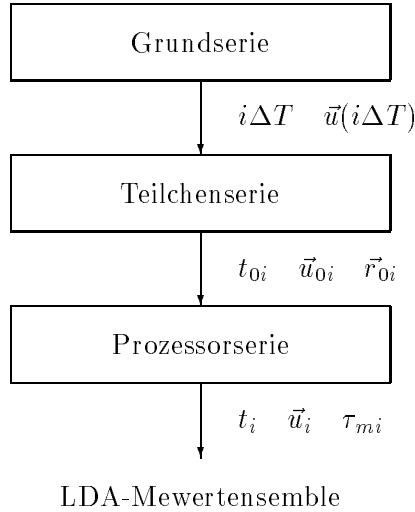 Grundserie
iΔT u⃗(iΔT)
Teilchenserie
t₀ᵢ u⃗₀ᵢ r⃗₀ᵢ
Prozessorserie
tᵢ u⃗ᵢ τₘᵢ
LDA-Mewertensemble